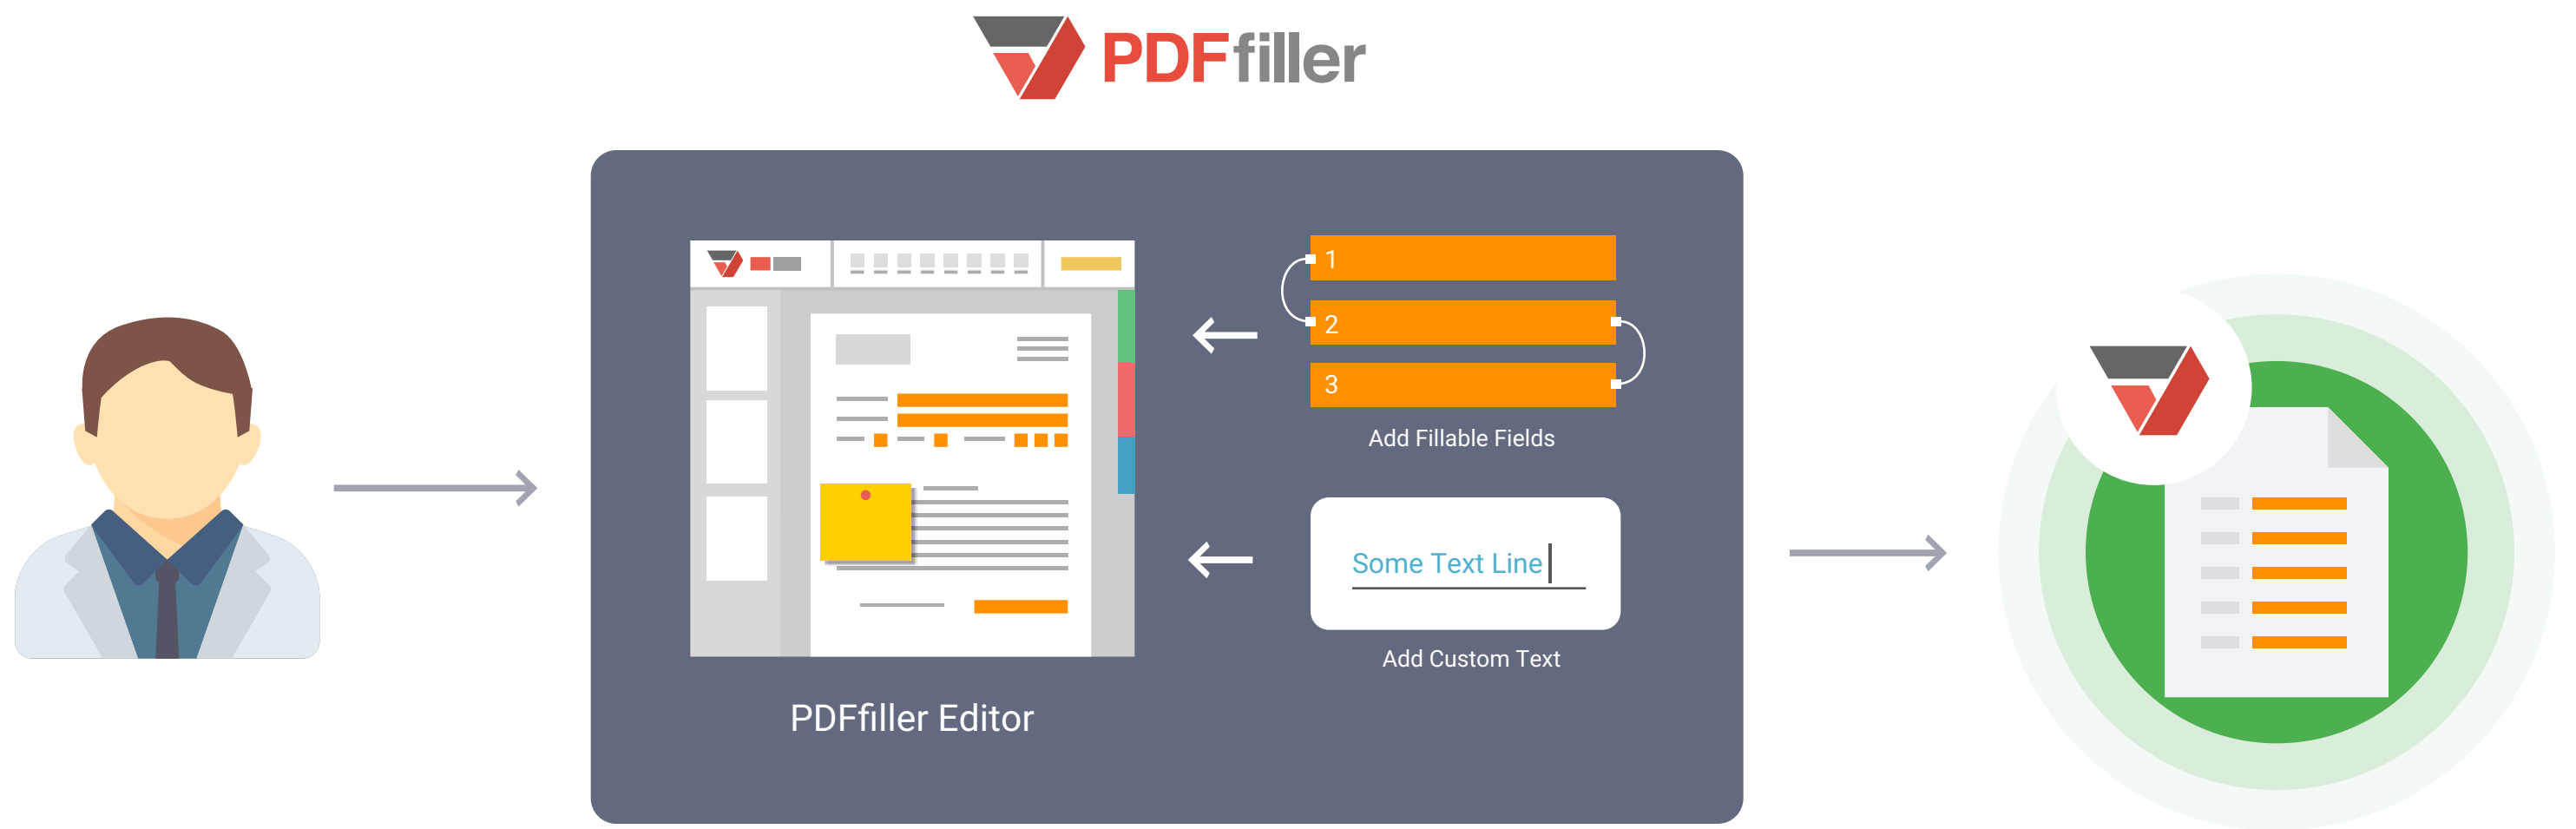 PDFfiller
1
2
3
Add Fillable Fields
Some Text Line
Add Custom Text
PDFfiller Editor